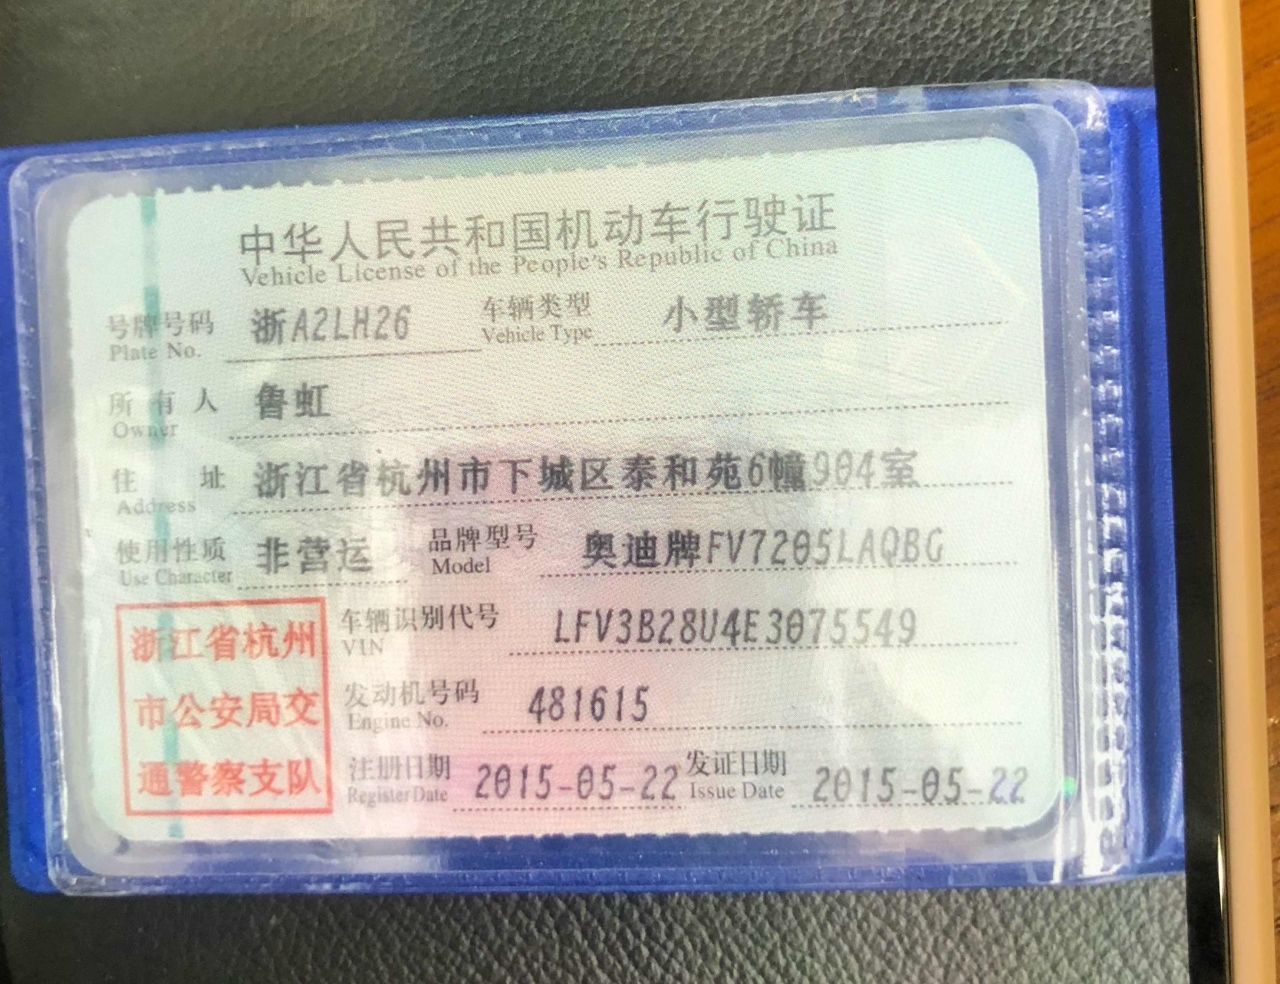 中华人民共和国机动车行驶证
Vehicle License of the People's Republic of China
号牌号码 浙A2LH26 车辆类型 小型轿车
Plate No. Vehicle Type
所有人 鲁虹
Owner
住址 浙江省杭州市下城区泰和苑6幢904室
Address
使用性质 非营运 品牌型号 奥迪牌FV7205LAQBG
Use Character Model
浙江省杭州
市公安局交
通警察支队
车辆识别代号 LFV3B28U4E3075549
VIN
发动机号码 481615
Engine No.
注册日期 2015-05-22 发证日期 2015-05-22
Register Date Issue Date